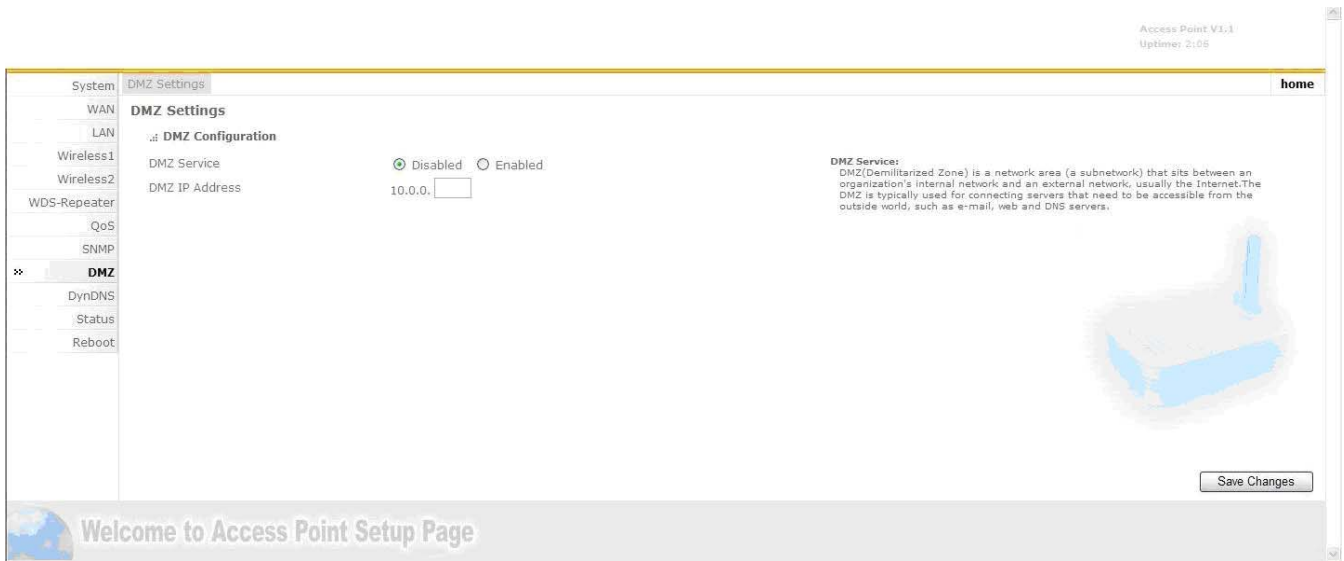 Access Point V1.1
Uptime: 2:06
System
DMZ Settings
home
WAN
LAN
Wireless1
Wireless2
WDS-Repeater
QoS
SNMP
» DMZ
DynDNS
Status
Reboot
DMZ Settings
.: DMZ Configuration
DMZ Service
Disabled Enabled
DMZ IP Address
10.0.0.
DMZ Service:
DMZ(Demilitarized Zone) is a network area (a subnetwork) that sits between an
organization's internal network and an external network, usually the Internet.The
DMZ is typically used for connecting servers that need to be accessible from the
outside world, such as e-mail, web and DNS servers.
Save Changes
Welcome to Access Point Setup Page